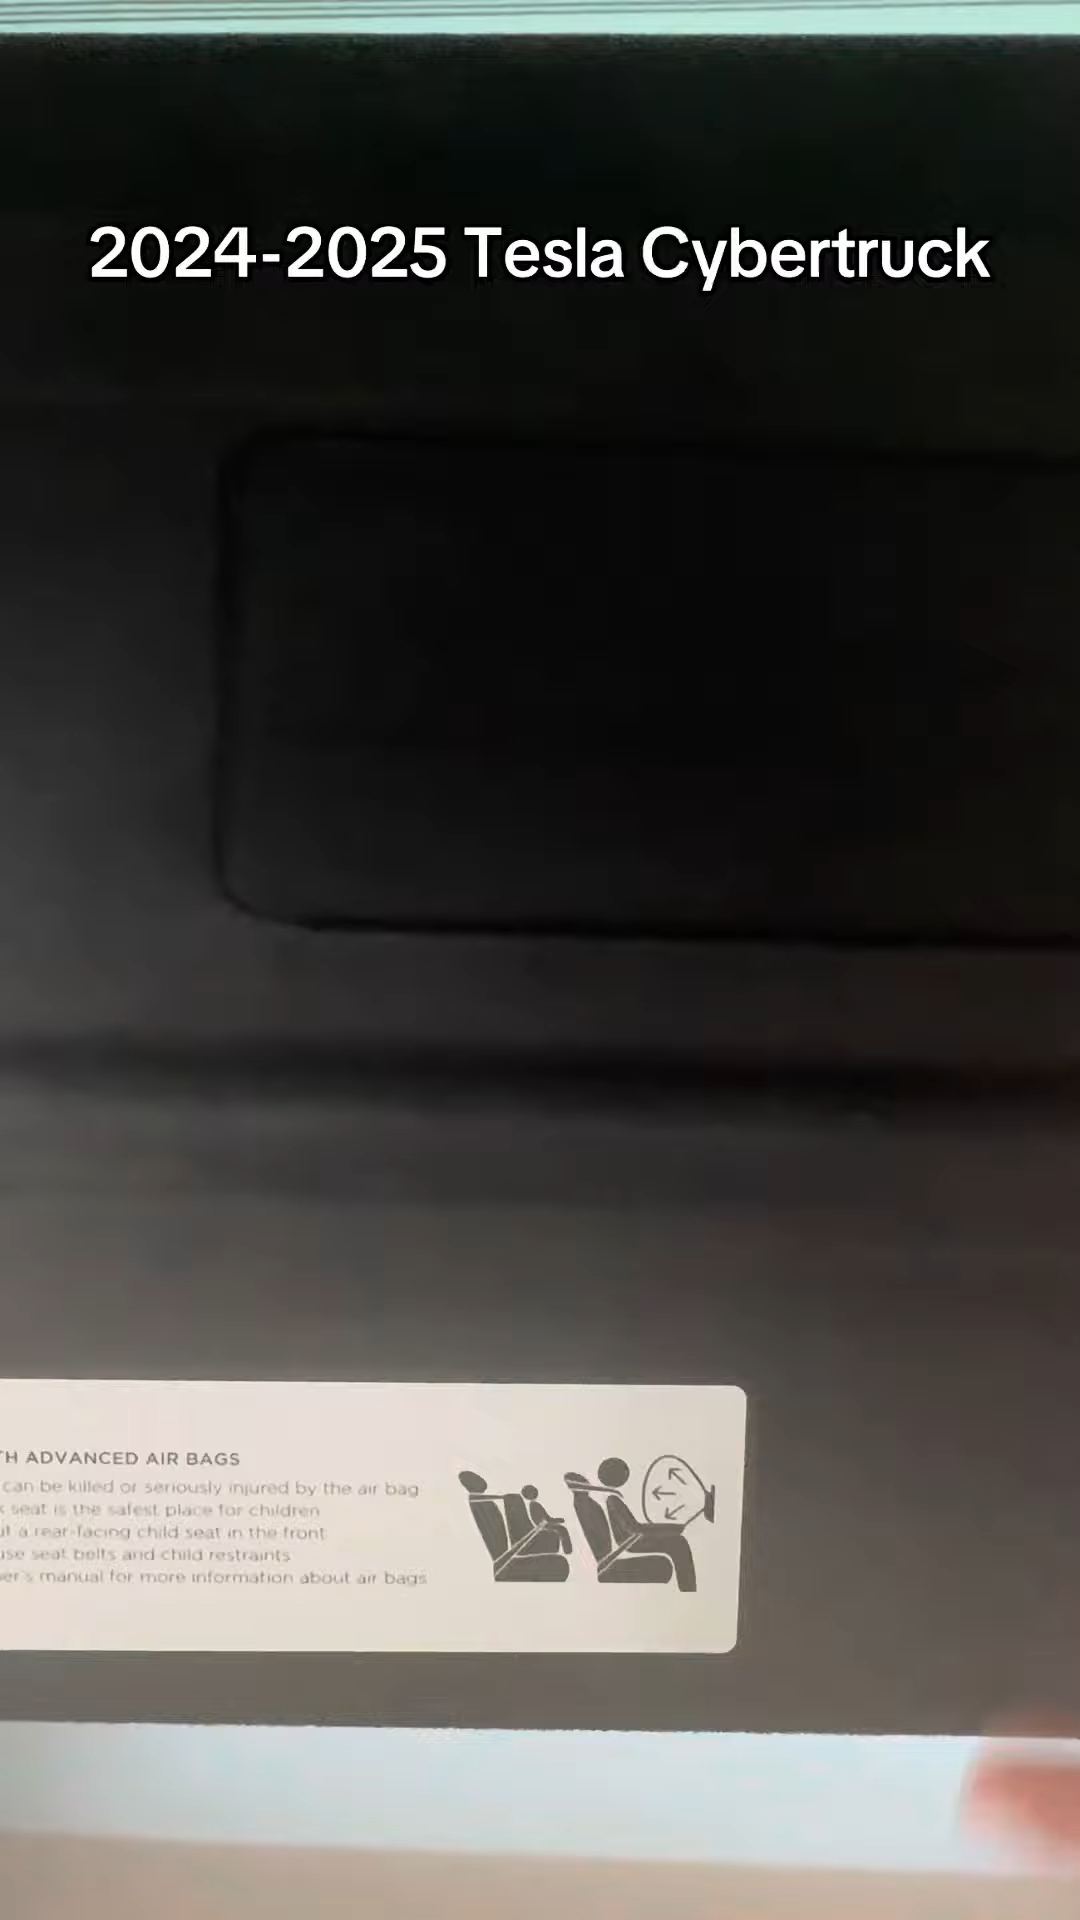 2024-2025 Tesla Cybertruck
TH ADVANCED AIR BAGS
can be killed or seriously injured by the air bag
seat is the safest place for children
a rear-facing child seat in the front
use seat belts and child restraints
er's manual for more information about air bags